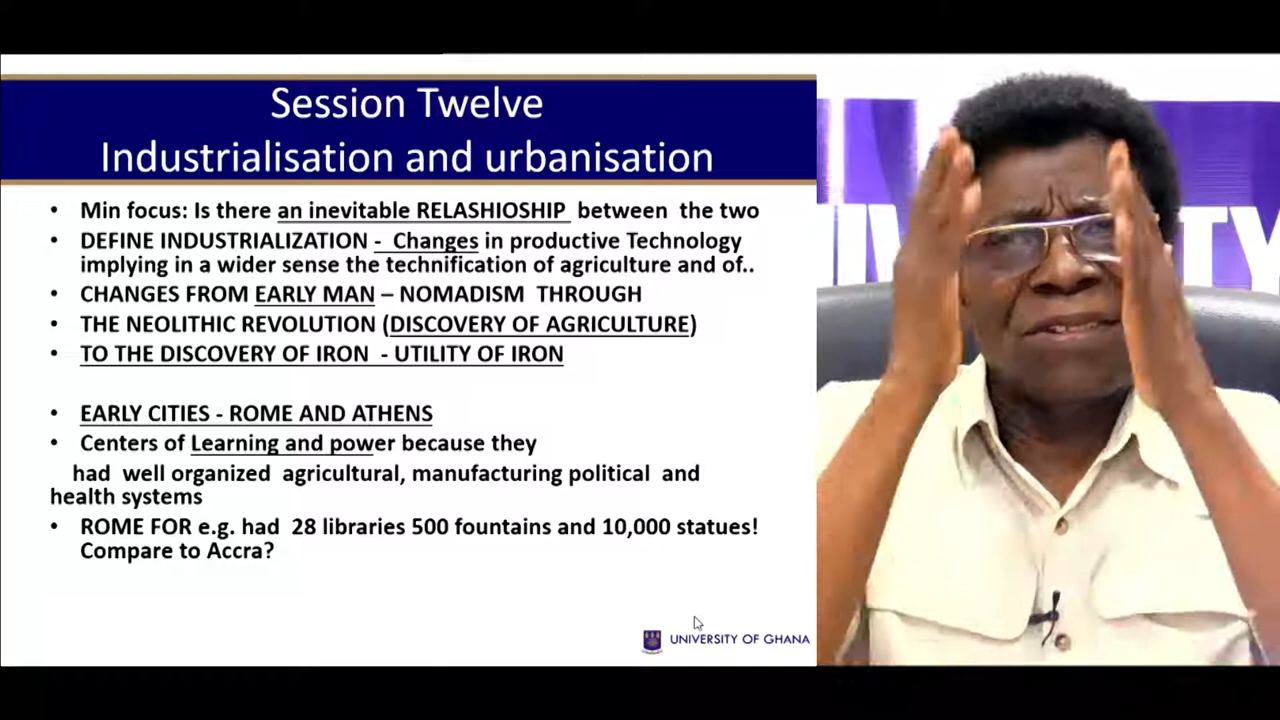 Session Twelve
Industrialisation and urbanisation
• Min focus: Is there an inevitable RELASHIOSHIP between the two
• DEFINE INDUSTRIALIZATION - Changes in productive Technology
implying in a wider sense the technification of agriculture and of..
• CHANGES FROM EARLY MAN – NOMADISM THROUGH
• THE NEOLITHIC REVOLUTION (DISCOVERY OF AGRICULTURE)
• TO THE DISCOVERY OF IRON - UTILITY OF IRON
• EARLY CITIES - ROME AND ATHENS
• Centers of Learning and power because they
had well organized agricultural, manufacturing political and
health systems
• ROME FOR e.g. had 28 libraries 500 fountains and 10,000 statues!
Compare to Accra?
UNIVERSITY OF GHANA